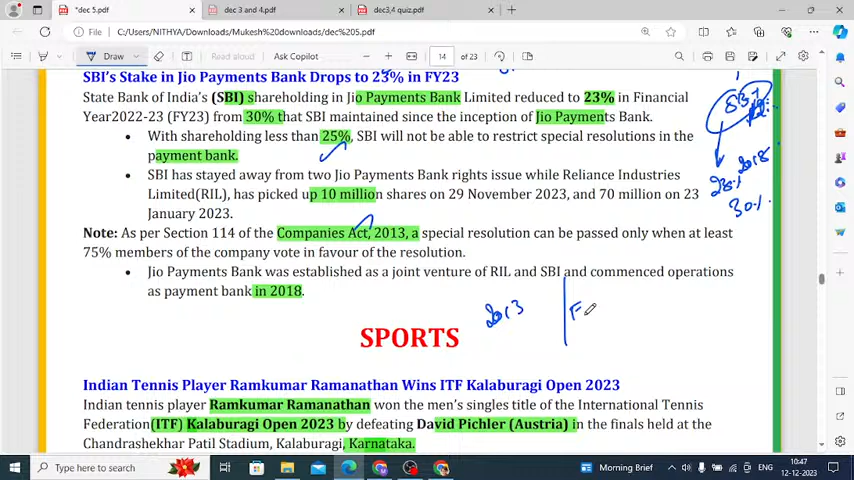 *dec 5.pdf
dec 3 and 4.pdf
dec3,4 quiz.pdf
File
C:/Users/NITHYA/Downloads/Mukesh%20downloads/dec%205.pdf
Draw
Ask Copilot
14 of 23
SBI's Stake in Jio Payments Bank Drops to 23% in FY23
State Bank of India's (SBI) shareholding in Jio Payments Bank Limited reduced to 23% in Financial
Year2022-23 (FY23) from 30% that SBI maintained since the inception of Jio Payments Bank.
• With shareholding less than 25%, SBI will not be able to restrict special resolutions in the
payment bank.
• SBI has stayed away from two Jio Payments Bank rights issue while Reliance Industries
Limited(RIL), has picked up 10 million shares on 29 November 2023, and 70 million on 23
January 2023.
Note: As per Section 114 of the Companies Act, 2013, a special resolution can be passed only when at least
75% members of the company vote in favour of the resolution.
• Jio Payments Bank was established as a joint venture of RIL and SBI and commenced operations
as payment bank in 2018.
2018
23%
30%
2013
F
SPORTS
Indian Tennis Player Ramkumar Ramanathan Wins ITF Kalaburagi Open 2023
Indian tennis player Ramkumar Ramanathan won the men's singles title of the International Tennis
Federation(ITF) Kalaburagi Open 2023 by defeating David Pichler (Austria) in the finals held at the
Chandrashekhar Patil Stadium, Kalaburagi, Karnataka.
Type here to search
Morning Brief
ENG
10:47
12-12-2023